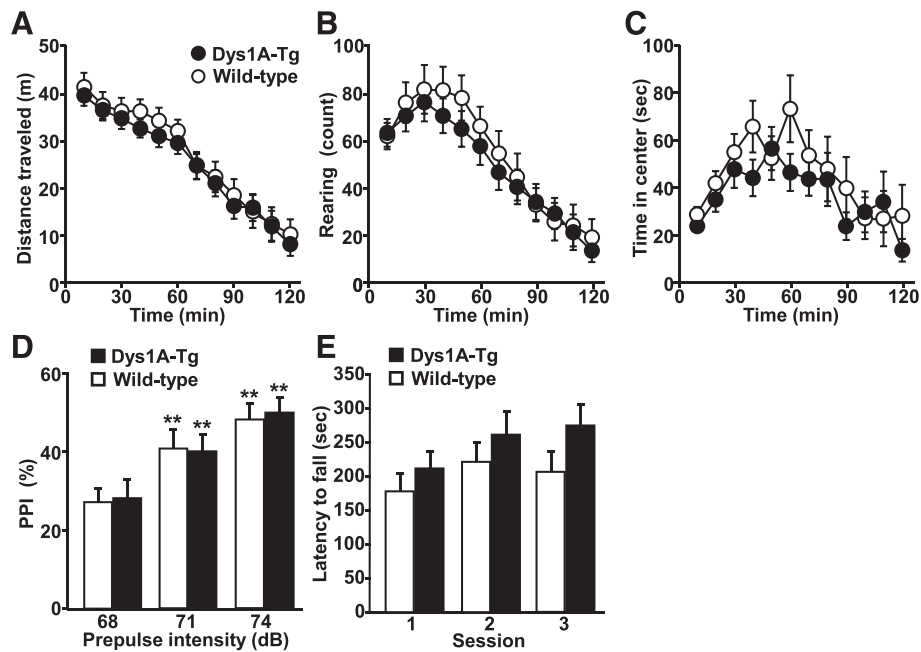 A
Distance traveled (m)
50
40
30
20
10
0
0 30 60 90 120
Time (min)
Dys1A-Tg
Wild-type
B
Rearing (count)
100
80
60
40
20
0
0 30 60 90 120
Time (min)
C
Time in center (sec)
100
80
60
40
20
0
0 30 60 90 120
Time (min)
D
Dys1A-Tg
Wild-type
PPI (%)
60
40
20
0
** **
** **
68 71 74
Prepulse intensity (dB)
E
Dys1A-Tg
Wild-type
Latency to fall (sec)
350
300
250
200
150
100
50
0
1 2 3
Session